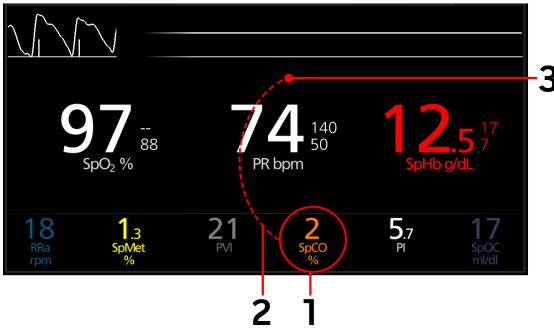 3
97 -- 88
SpO₂ %
74 140 50
PR bpm
12.5 17 7
SpHb g/dL
18
RRa
rpm
1.3
SpMet
%
21
PVI
2
SpCO
%
5.7
PI
17
SpOC
ml/dl
2 1